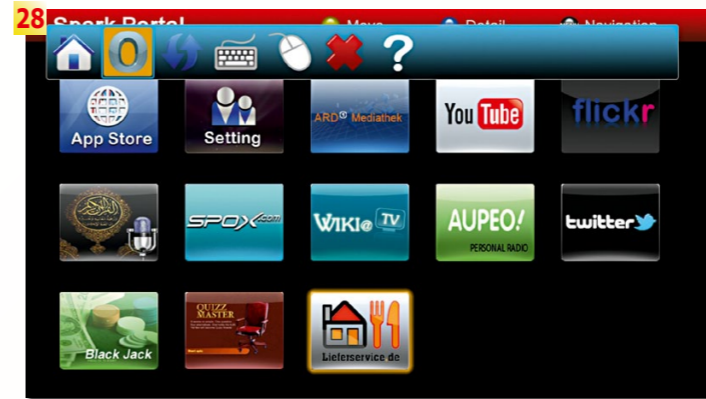 28
Spark Portal Move Detail Navigation
O
?
App Store
Setting
ARD Mediathek
You Tube
flickr
SPOX.com
WIKI@ TV
AUPEO!
PERSONAL RADIO
twitter
Black Jack
QUIZZ
MASTER
Lieferservice.de